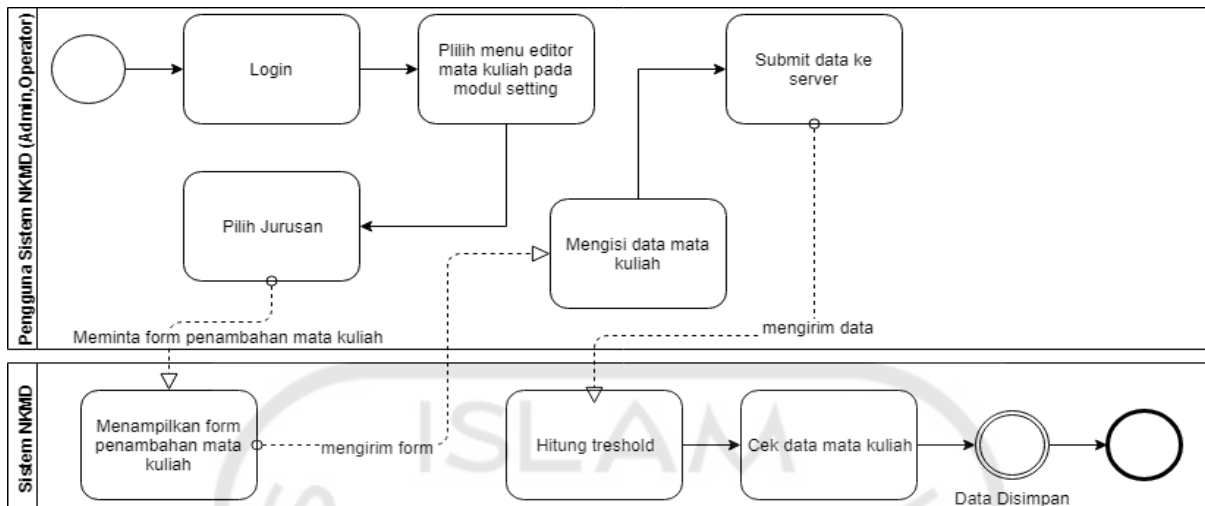 Pengguna Sistem NKMD (Admin,Operator)
Login
Plilih menu editor
mata kuliah pada
modul setting
Submit data ke
server
Pilih Jurusan
Mengisi data mata
kuliah
Meminta form penambahan mata kuliah
mengirim data
Sistem NKMD
Menampilkan form
penambahan mata
kuliah
mengirim form
Hitung treshold
Cek data mata kuliah
Data Disimpan
ISLAM